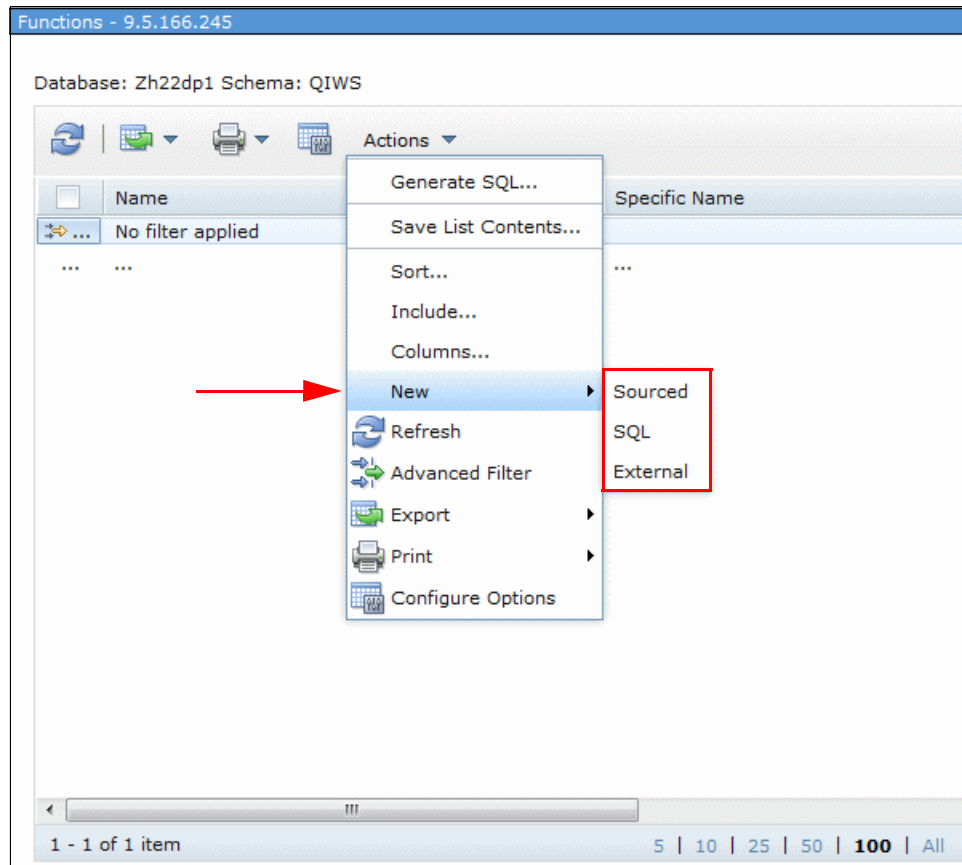 Functions - 9.5.166.245
Database: Zh22dp1 Schema: QIWS
Actions
Name
Specific Name
... No filter applied
... ... ...
Generate SQL...
Save List Contents...
Sort...
Include...
Columns...
New
Refresh
Advanced Filter
Export
Print
Configure Options
Sourced
SQL
External
1 - 1 of 1 item
5 | 10 | 25 | 50 | 100 | All